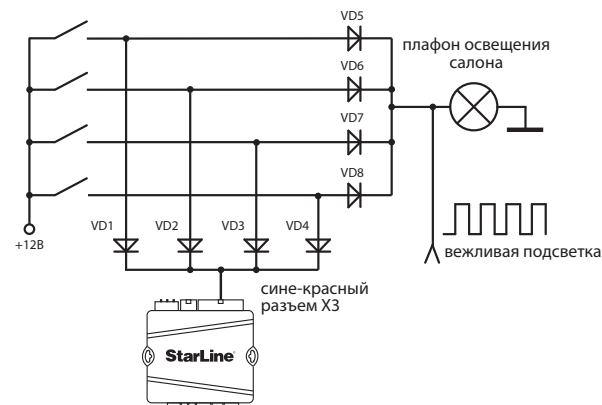 VD5
плафон освещения
салона
VD6
VD7
VD8
VD1
VD2
VD3
VD4
+12В
вежливая подсветка
сине-красный
разъем X3
StarLine